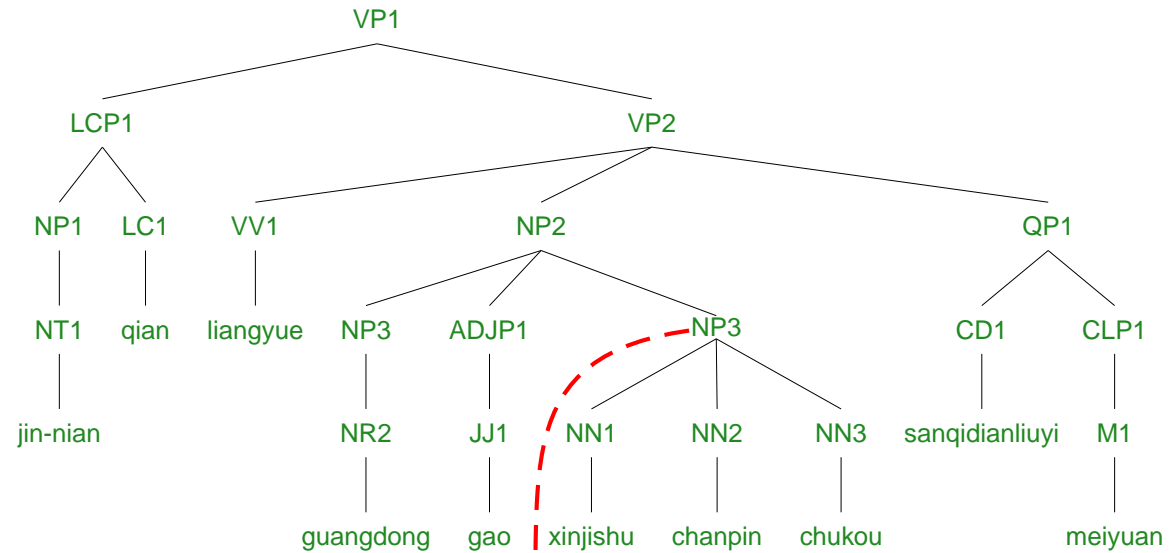 VP1
LCP1 VP2
NP1 LC1 VV1 NP2 QP1
NT1 qian liangyue NP3 ADJP1 NP3 CD1 CLP1
jin-nian NR2 JJ1 NN1 NN2 NN3 sanqidianliuyi M1
guangdong gao xinjishu chanpin chukou meiyuan